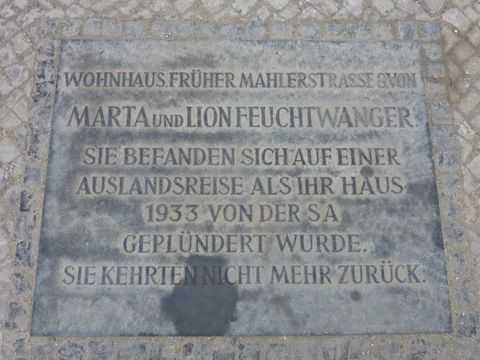 WOHNHAUS, FRÜHER MAHLERSTRASSE 8 VON
MARTA UND LION FEUCHTWANGER
SIE BEFANDEN SICH AUF EINER
AUSLANDSREISE ALS IHR HAUS
1933 VON DER SA
GEPLÜNDERT WURDE.
SIE KEHRTEN NICHT MEHR ZURÜCK.